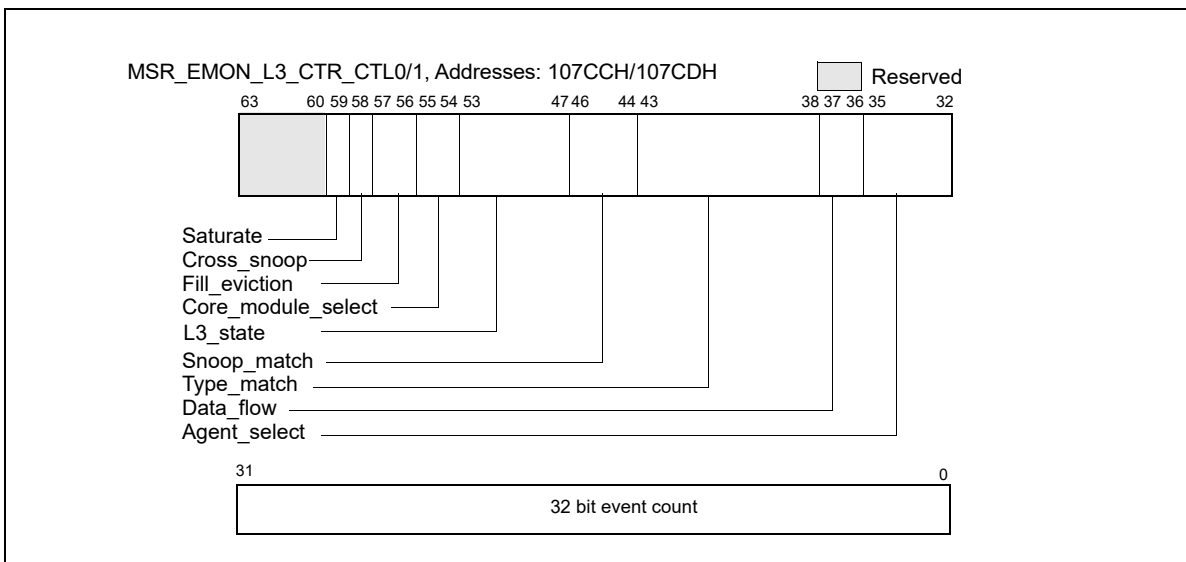 MSR_EMON_L3_CTR_CTL0/1, Addresses: 107CCH/107CDH
Reserved
63 60 59 58 57 56 55 54 53 47 46 44 43 38 37 36 35 32
Saturate
Cross_snoop
Fill_eviction
Core_module_select
L3_state
Snoop_match
Type_match
Data_flow
Agent_select
31 0
32 bit event count